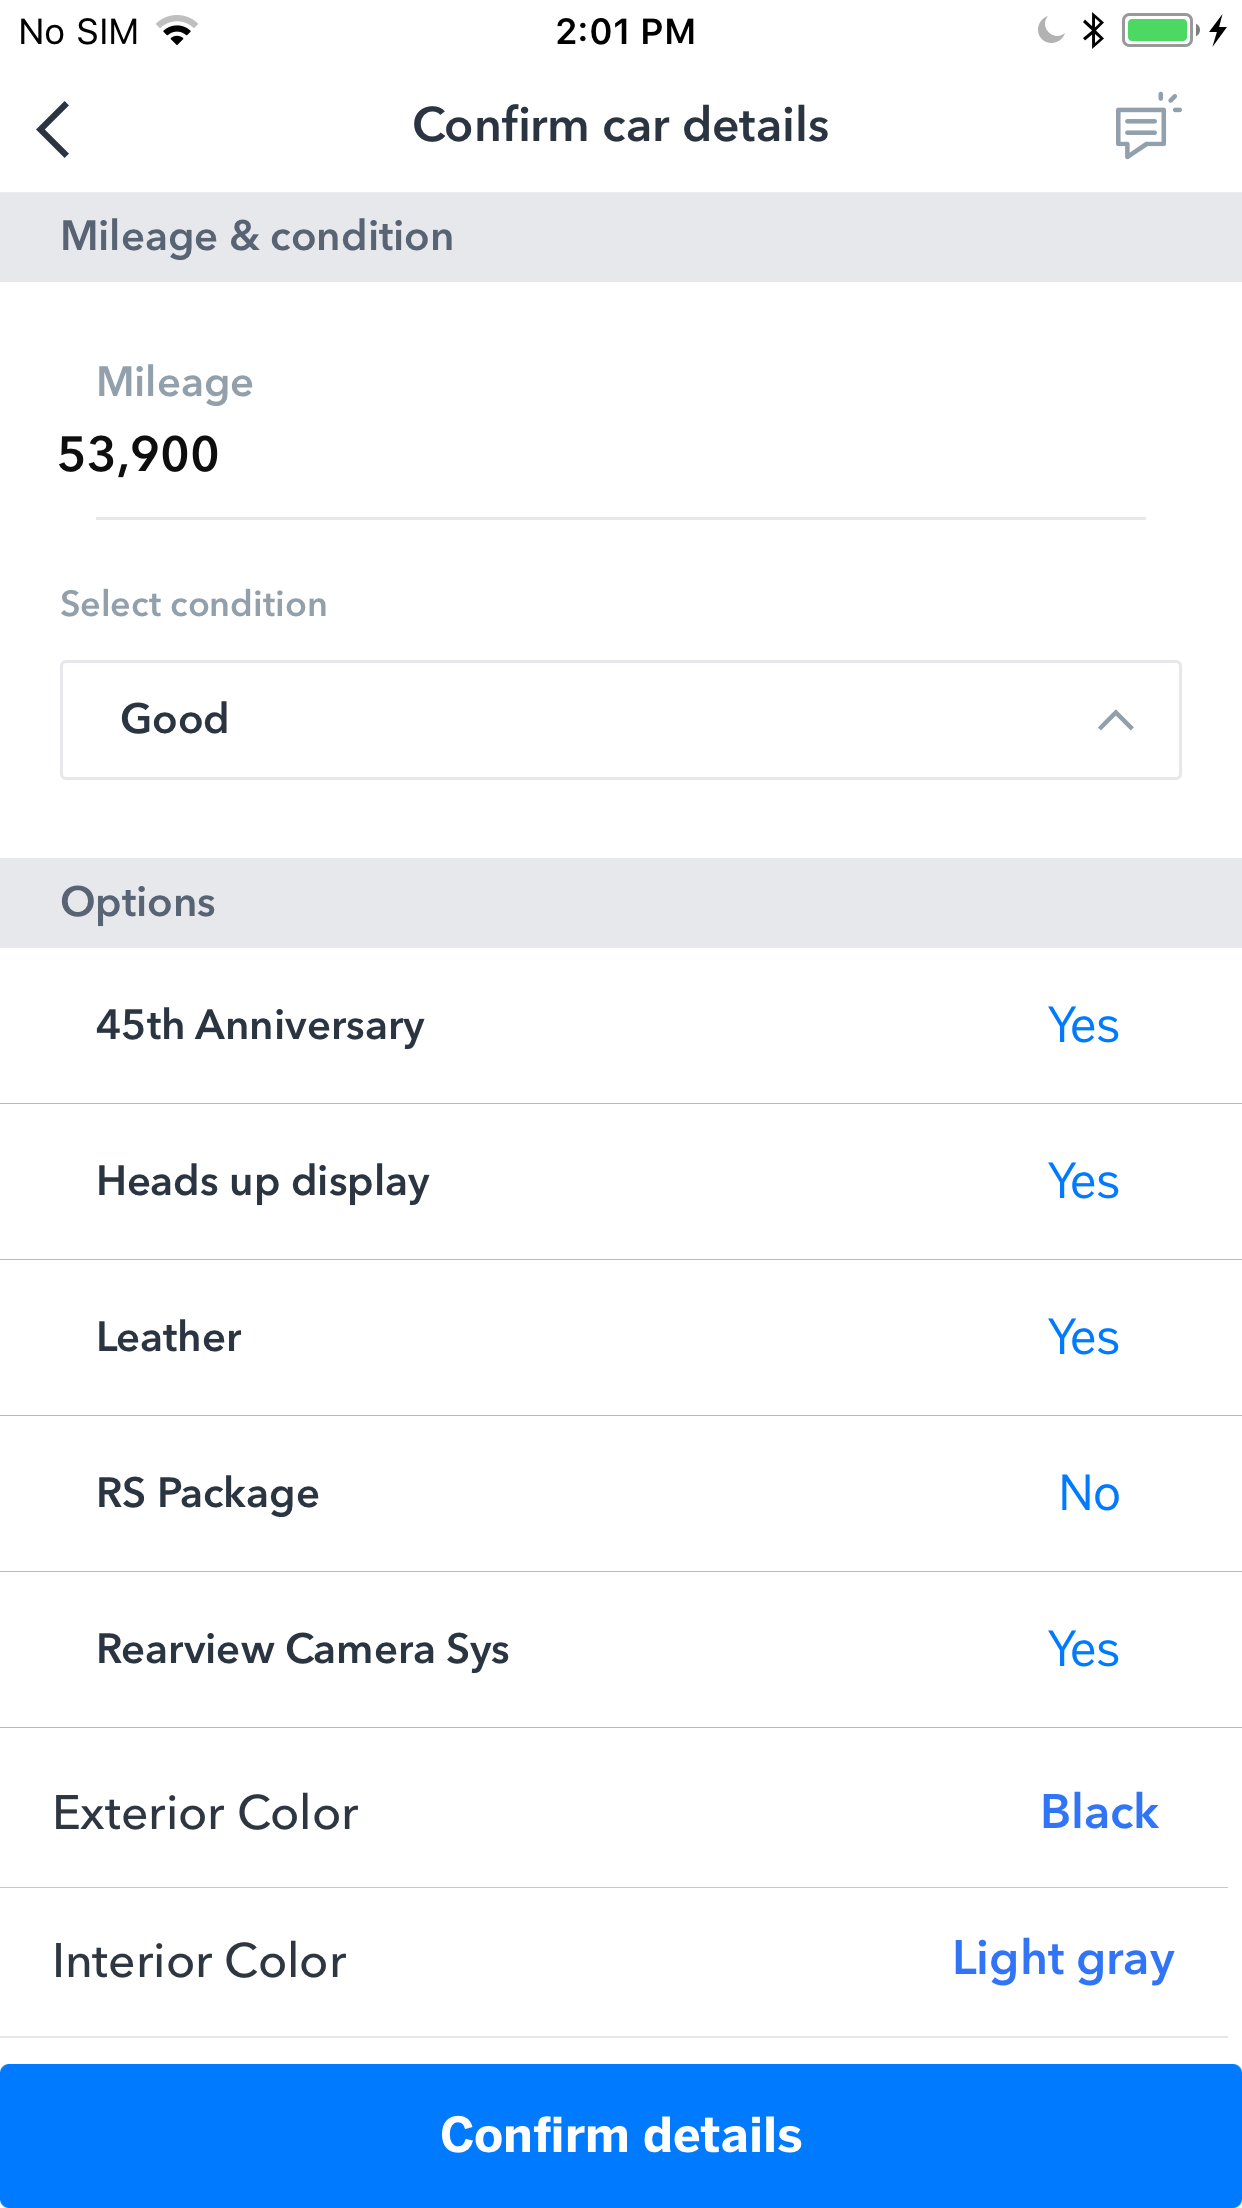 No SIM 2:01 PM
Confirm car details
Mileage & condition
Mileage
53,900
Select condition
Good
Options
45th Anniversary Yes
Heads up display Yes
Leather Yes
RS Package No
Rearview Camera Sys Yes
Exterior Color Black
Interior Color Light gray
Confirm details